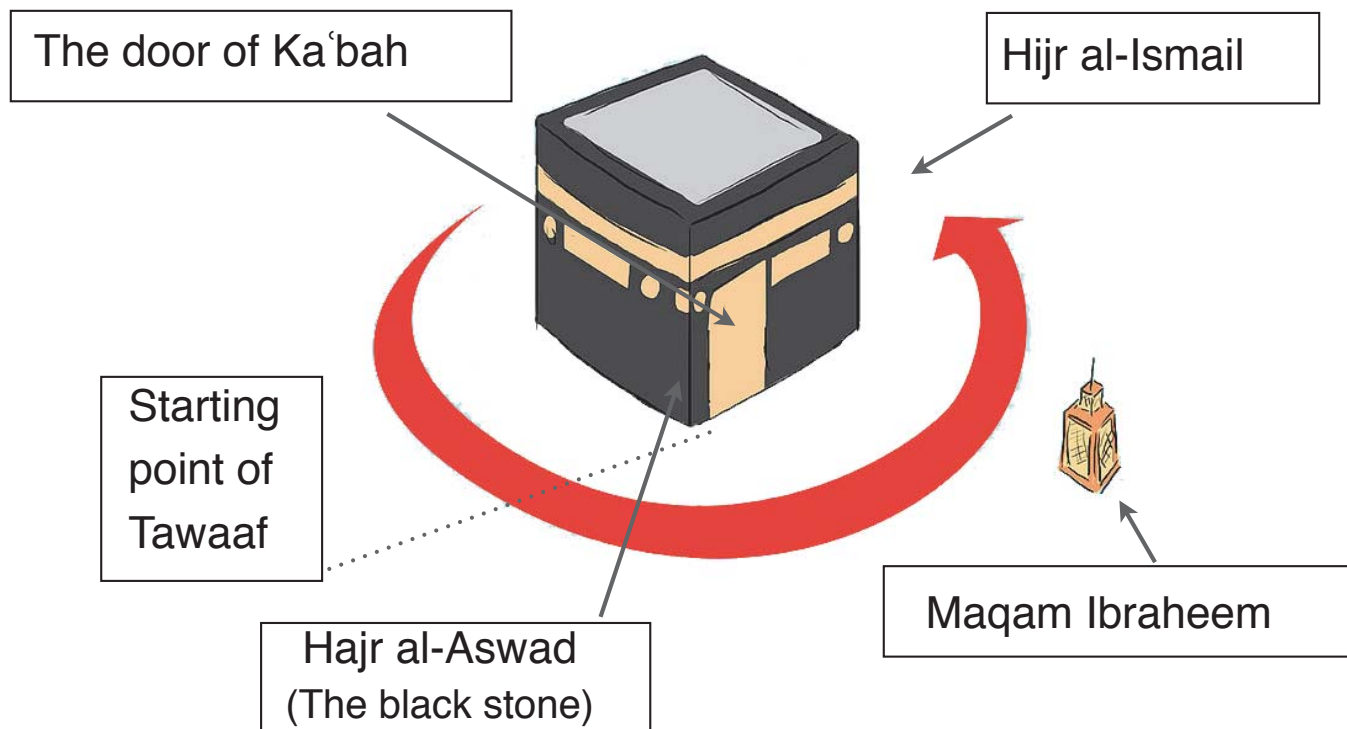 The door of Kaʿbah
Hijr al-Ismail
Starting
point of
Tawaaf
Maqam Ibraheem
Hajr al-Aswad
(The black stone)